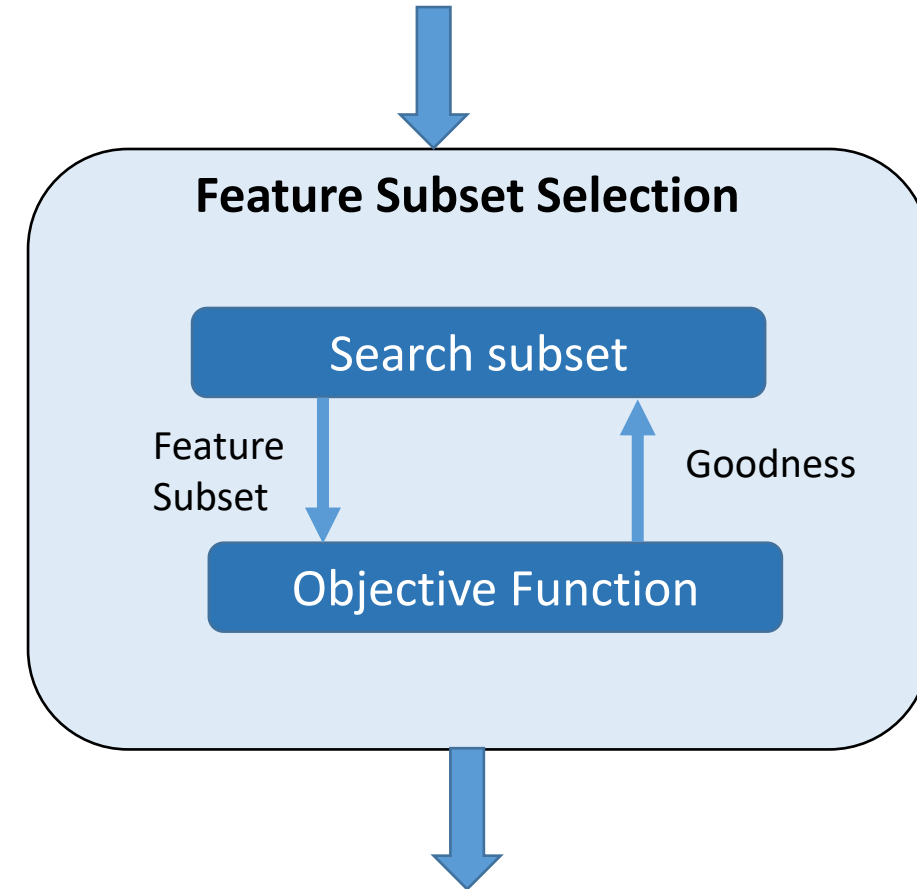 Feature Subset Selection
Search subset
Feature
Subset
Goodness
Objective Function